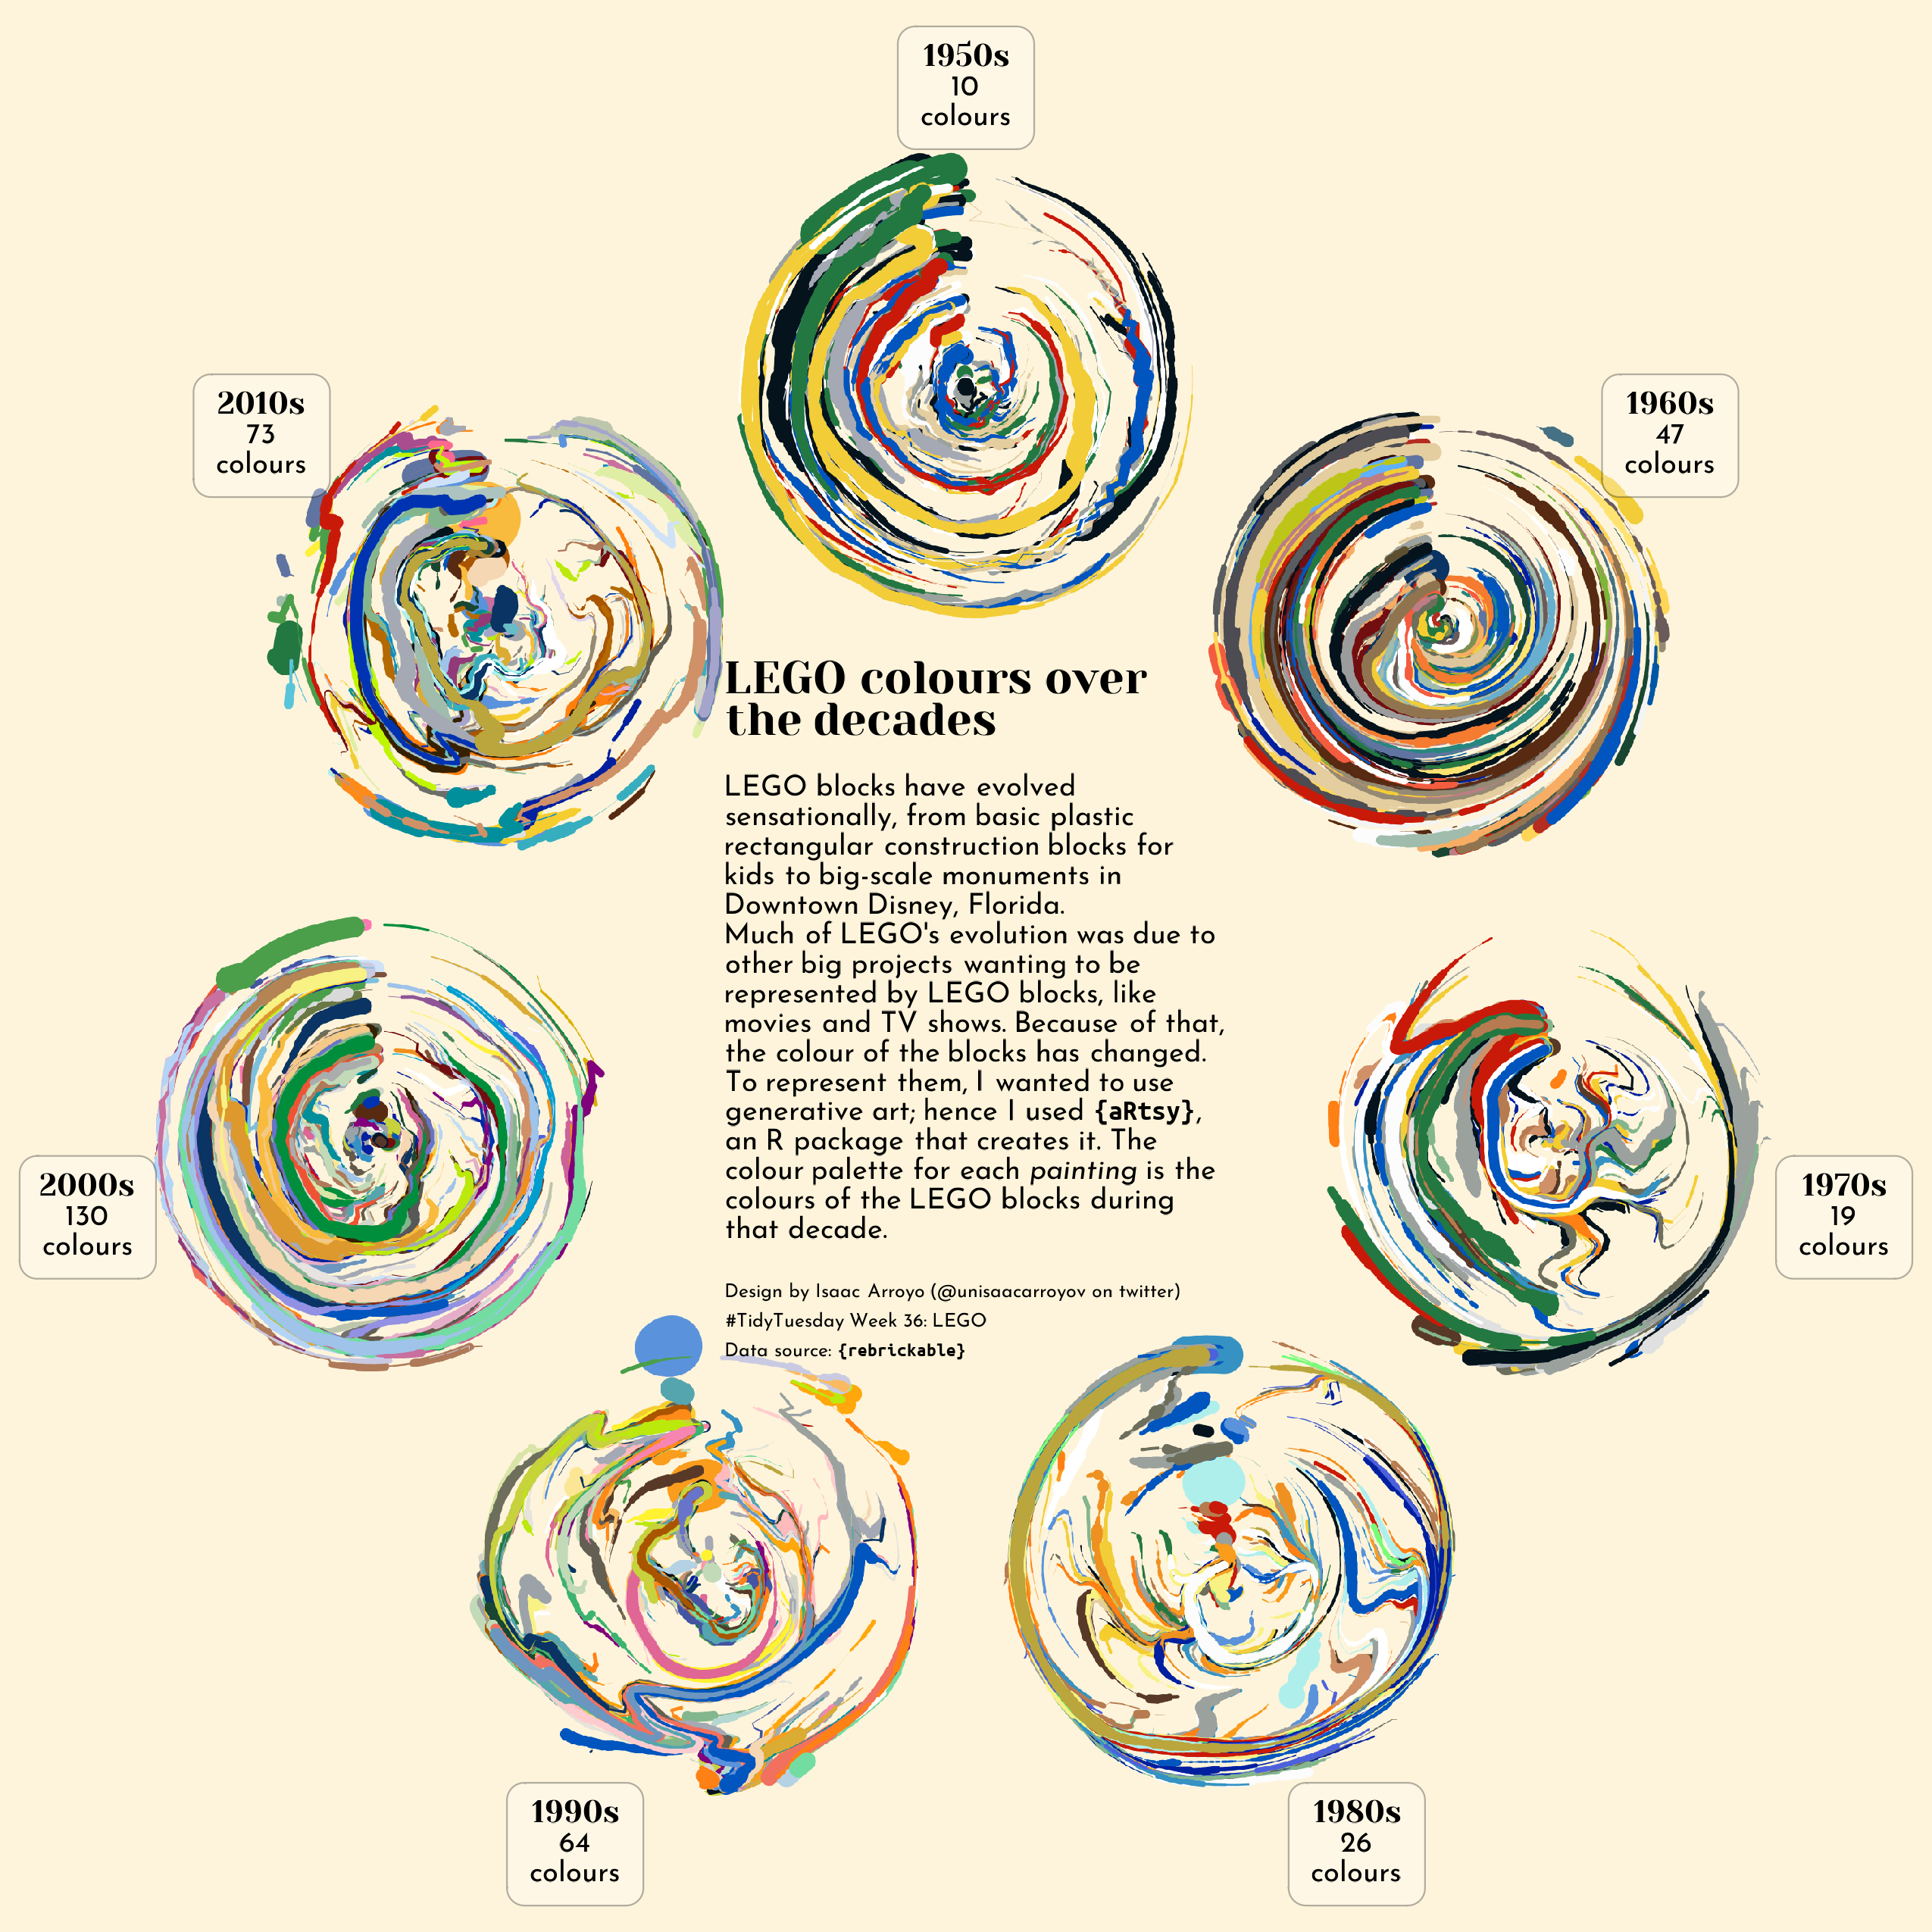 1950s
10
colours
2010s
73
colours
1960s
47
colours
LEGO colours over
the decades
LEGO blocks have evolved
sensationally, from basic plastic
rectangular construction blocks for
kids to big-scale monuments in
Downtown Disney, Florida.
Much of LEGO's evolution was due to
other big projects wanting to be
represented by LEGO blocks, like
movies and TV shows. Because of that,
the colour of the blocks has changed.
To represent them, I wanted to use
generative art; hence I used {aRtsy},
an R package that creates it. The
colour palette for each painting is the
colours of the LEGO blocks during
that decade.
2000s
130
colours
1970s
19
colours
Design by Isaac Arroyo (@unisaacarroyov on twitter)
#TidyTuesday Week 36: LEGO
Data source: {rebrickable}
1990s
64
colours
1980s
26
colours